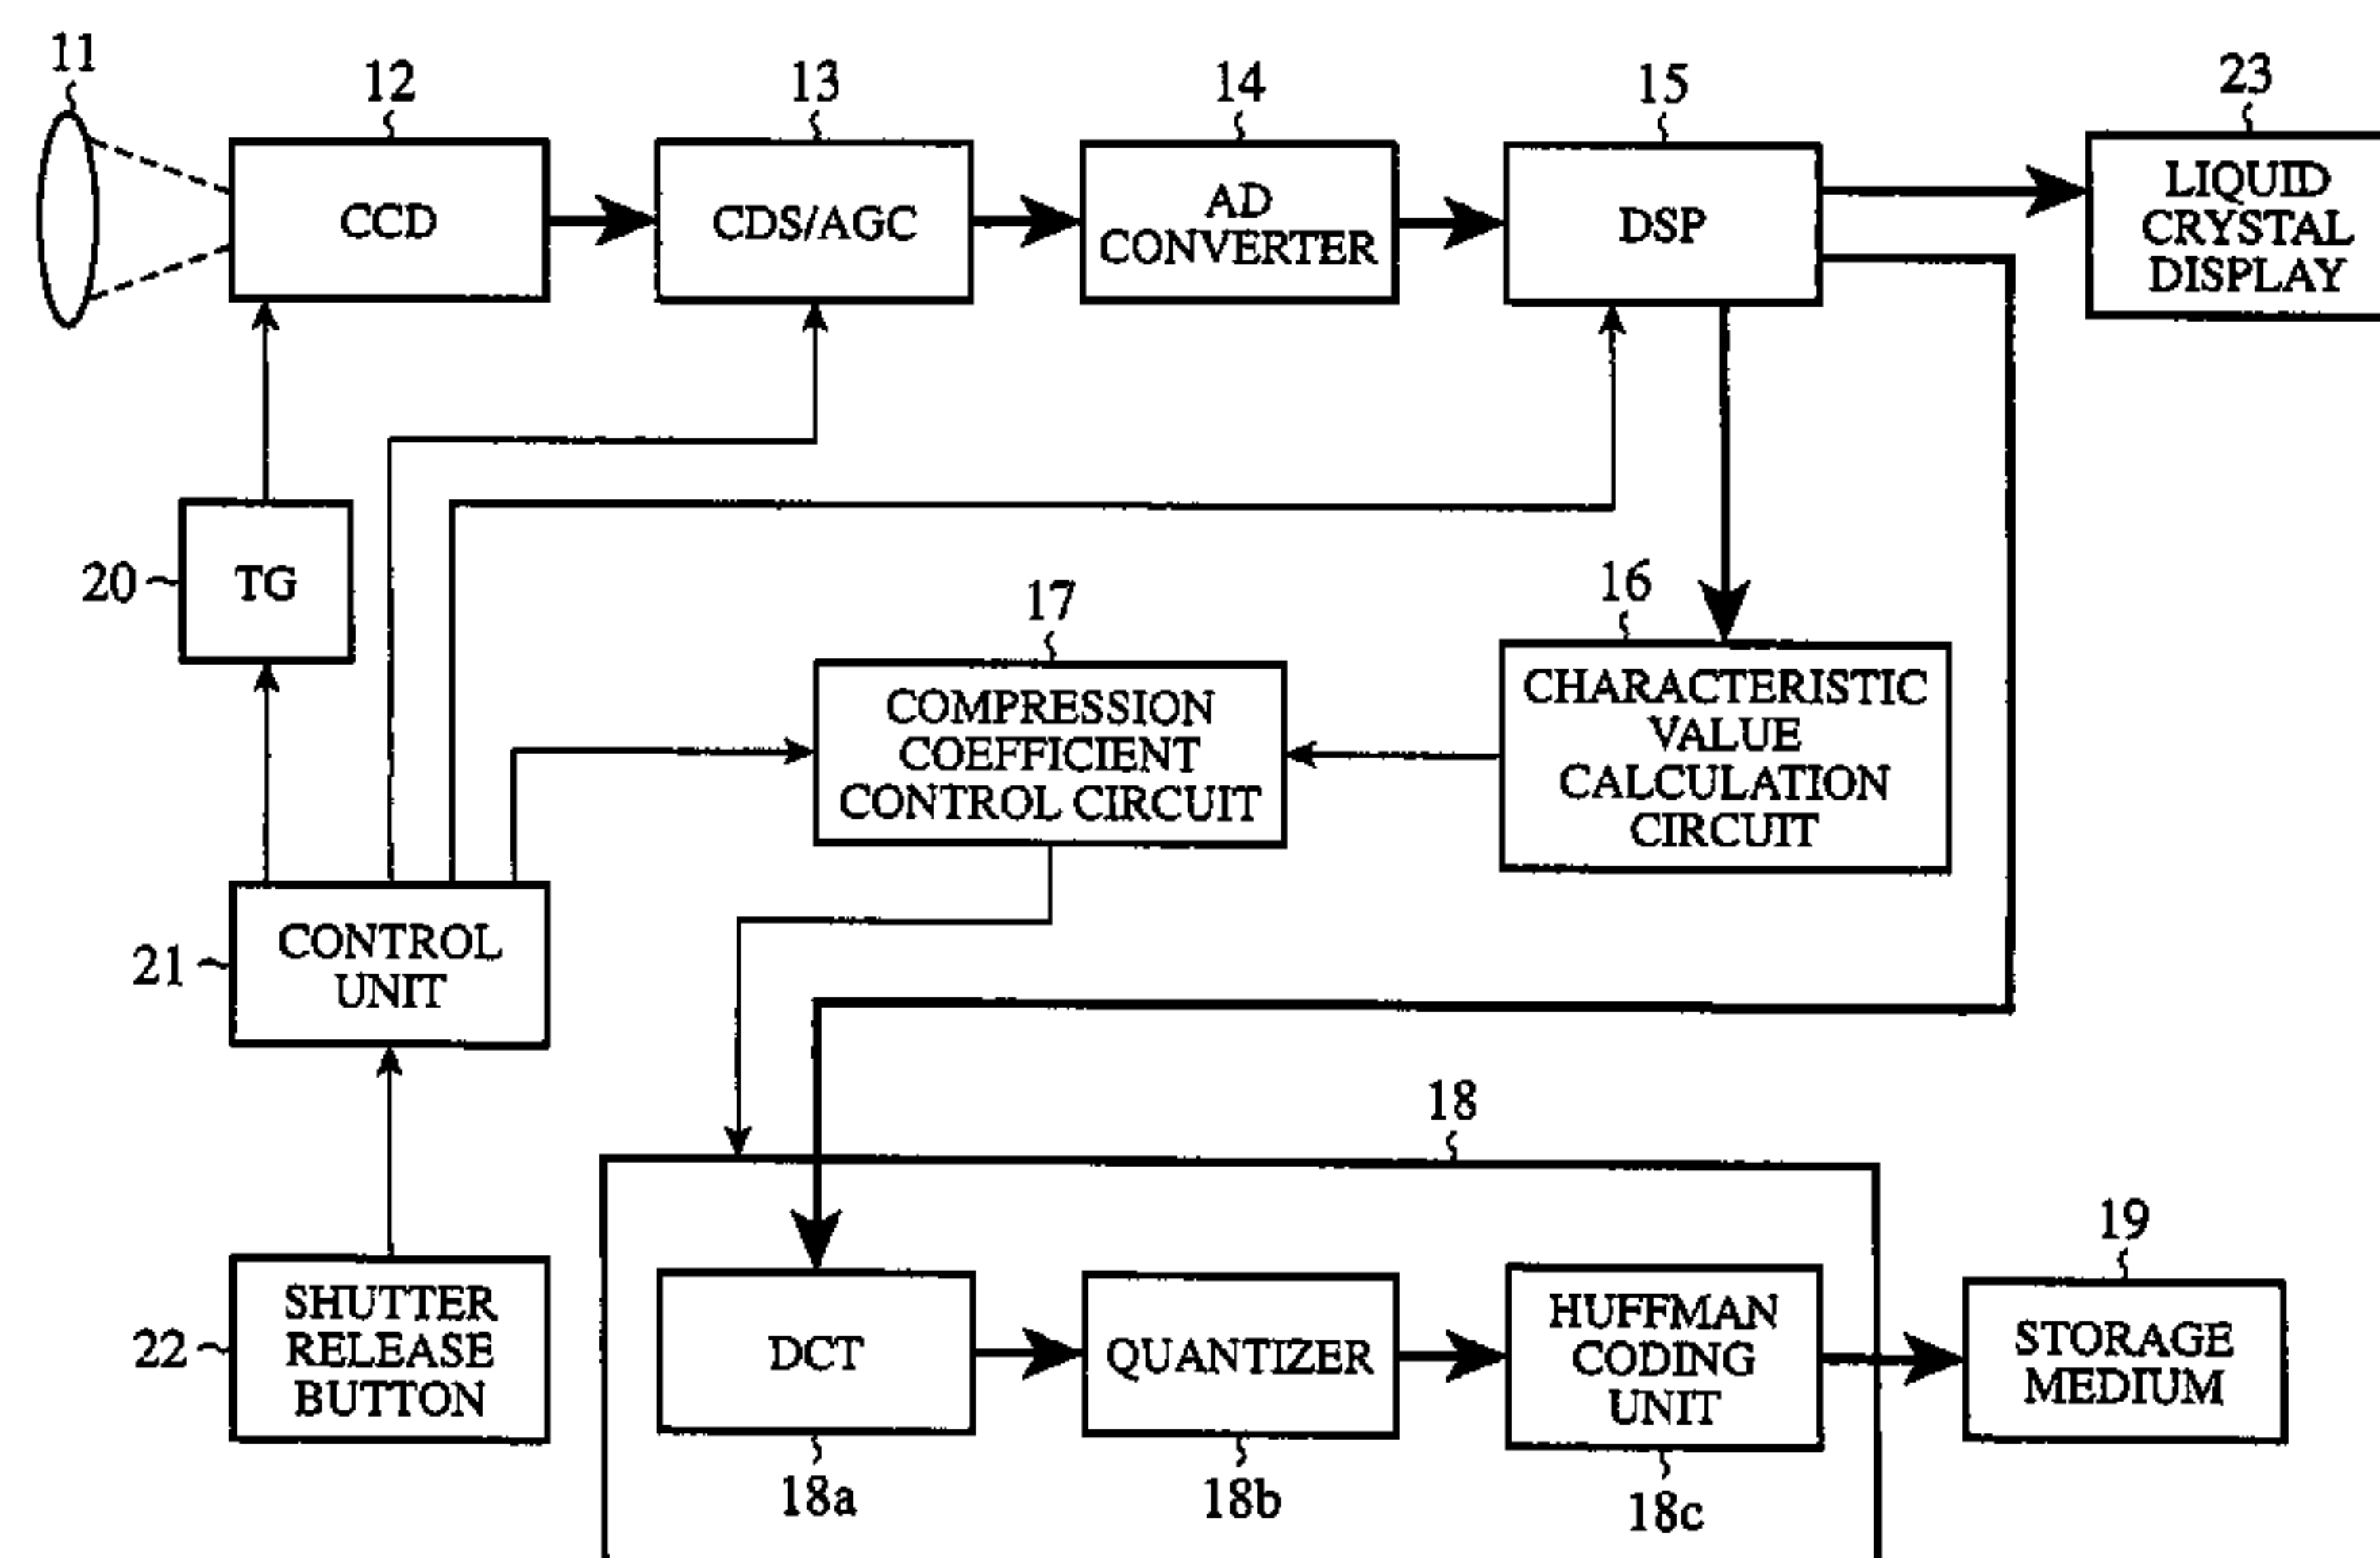 11
12
13
14
15
23
CCD
CDS/AGC
AD
CONVERTER
DSP
LIQUID
CRYSTAL
DISPLAY
20
TG
17
16
COMPRESSION
COEFFICIENT
CONTROL CIRCUIT
CHARACTERISTIC
VALUE
CALCULATION
CIRCUIT
21
CONTROL
UNIT
18
19
22
SHUTTER
RELEASE
BUTTON
DCT
QUANTIZER
HUFFMAN
CODING
UNIT
STORAGE
MEDIUM
18a
18b
18c